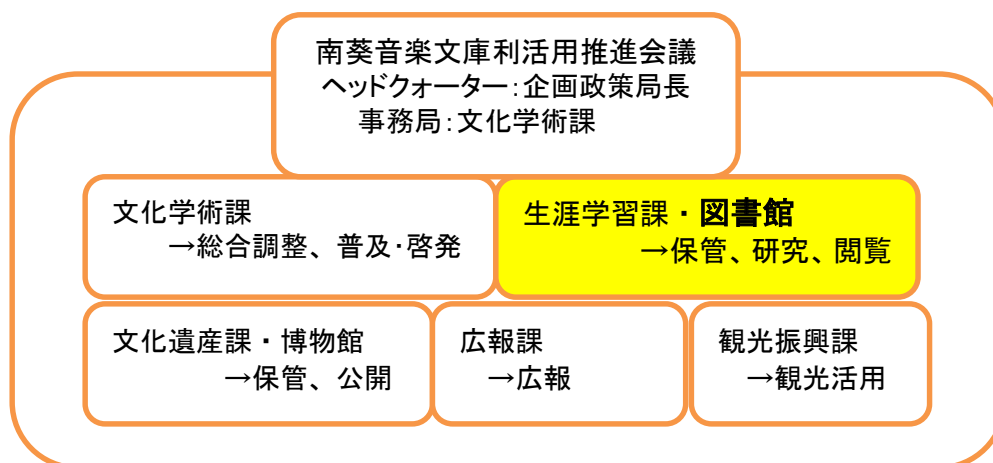 南葵音楽文庫利活用推進会議
ヘッドクォーター：企画政策局長
事務局：文化学術課
文化学術課
→総合調整、普及・啓発
生涯学習課・図書館
→保管、研究、閲覧
文化遺産課・博物館
→保管、公開
広報課
→広報
観光振興課
→観光活用